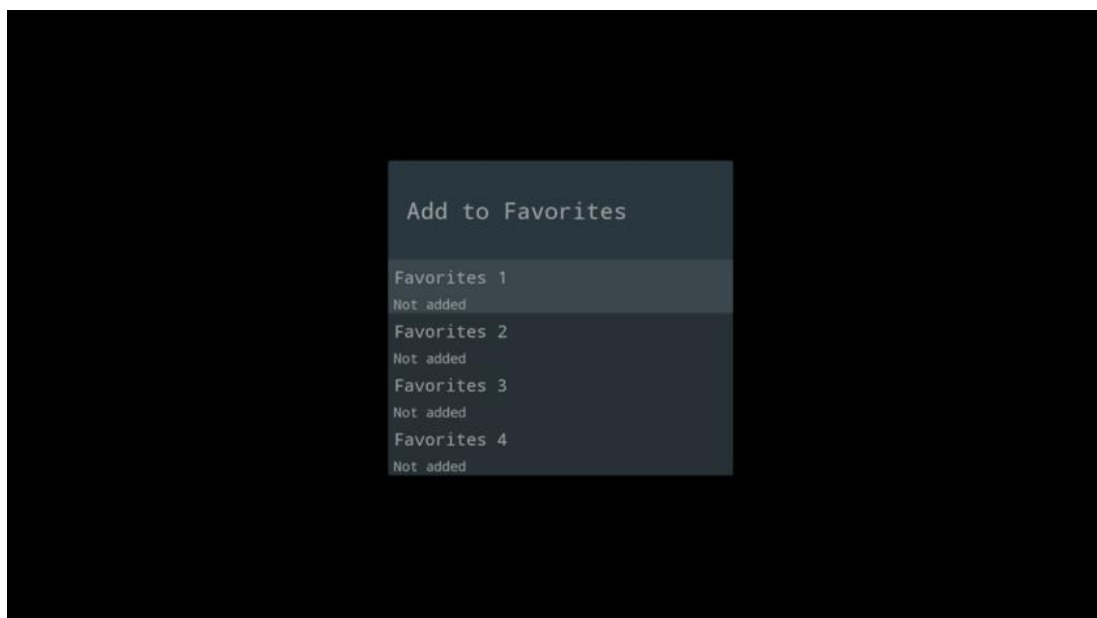 Add to Favorites
Favorites 1
Not added
Favorites 2
Not added
Favorites 3
Not added
Favorites 4
Not added